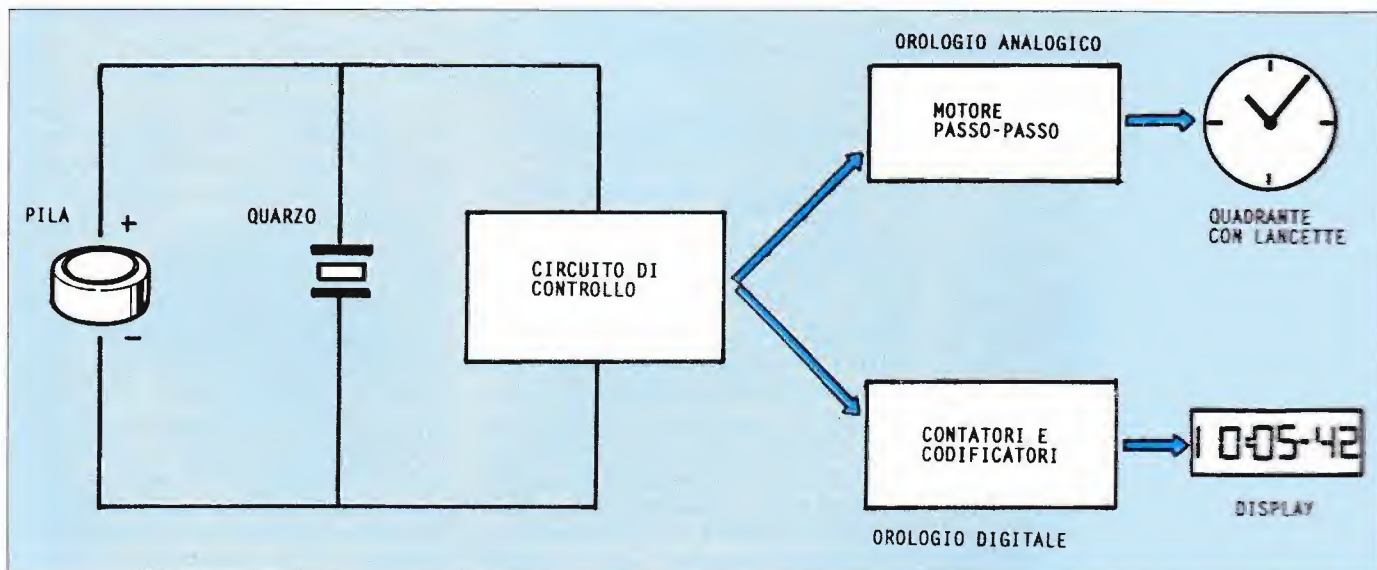 PILA
+
-
QUARZO
CIRCUITO DI
CONTROLLO
OROLOGIO ANALOGICO
MOTORE
PASSO-PASSO
QUADRANTE
CON LANCETTE
CONTATORI E
CODIFICATORI
OROLOGIO DIGITALE
10:05-42
DISPLAY